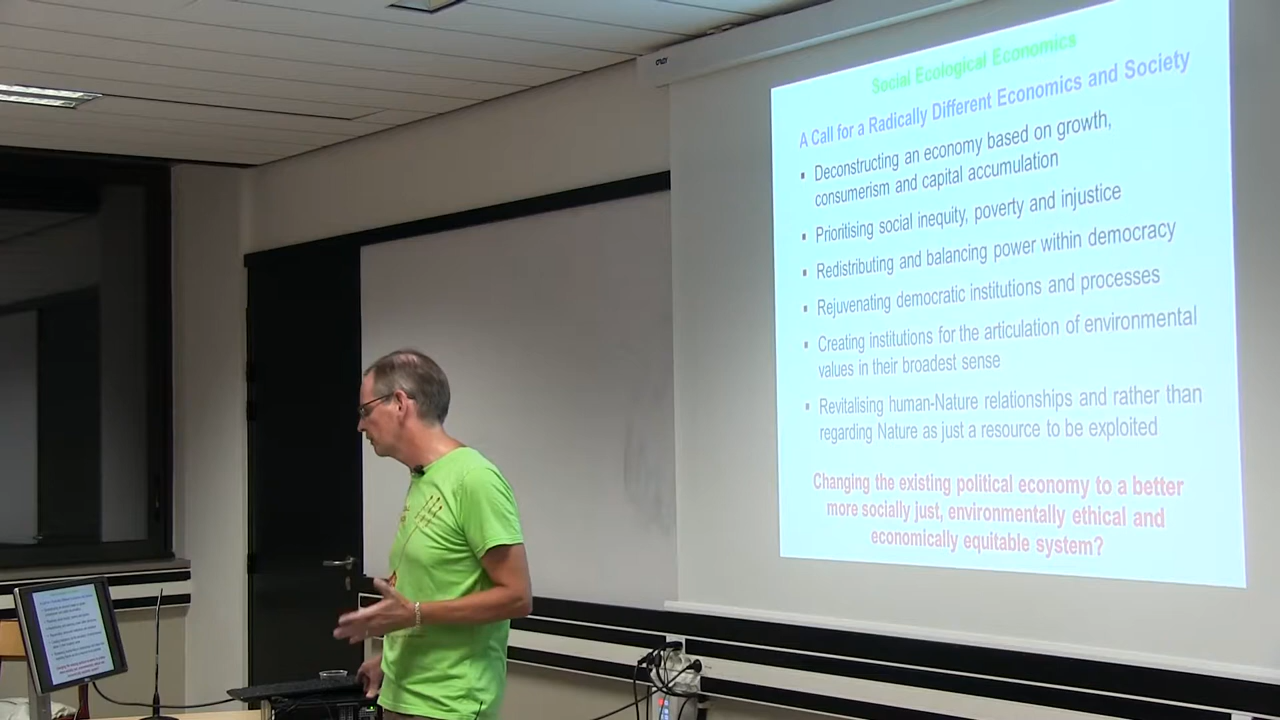 Social Ecological Economics
A Call for a Radically Different Economics and Society
▪ Deconstructing an economy based on growth,
consumerism and capital accumulation
▪ Prioritising social inequity, poverty and injustice
▪ Redistributing and balancing power within democracy
▪ Rejuvenating democratic institutions and processes
▪ Creating institutions for the articulation of environmental
values in their broadest sense
▪ Revitalising human-Nature relationships and rather than
regarding Nature as just a resource to be exploited
Changing the existing political economy to a better
more socially just, environmentally ethical and
economically equitable system?